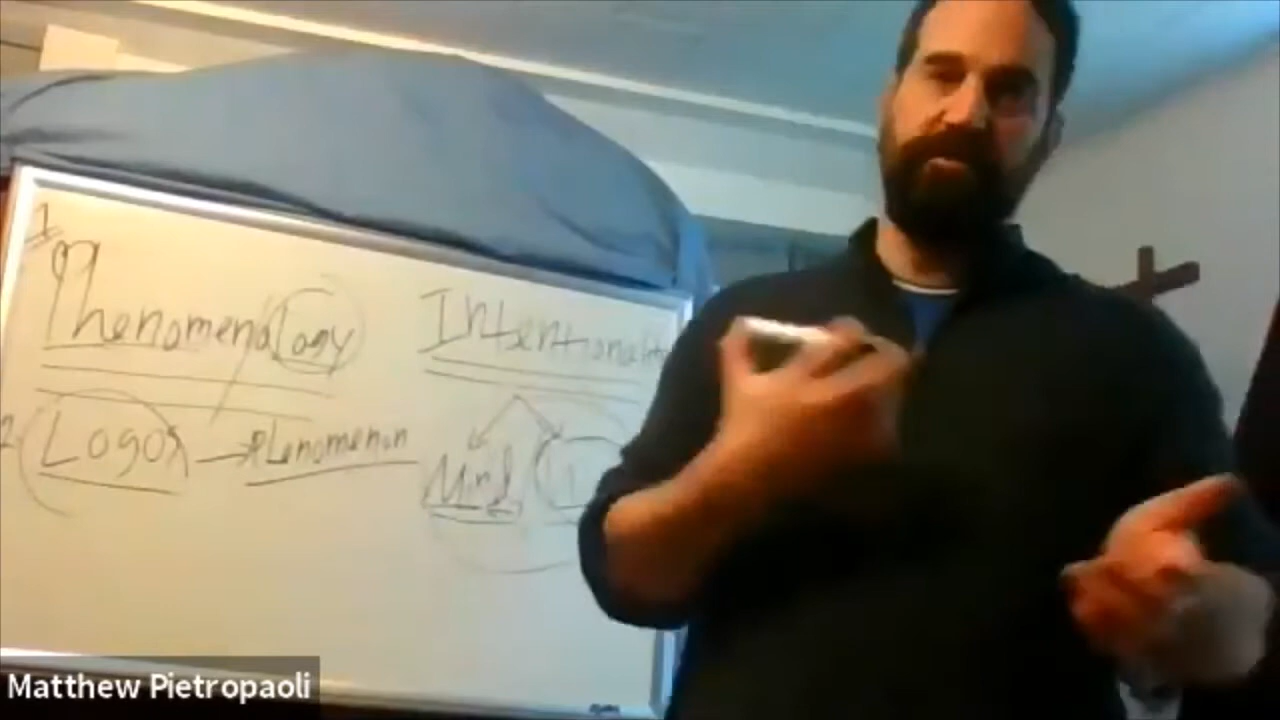 1
Phenomenology
2 Logos → Phenomenon
Intentionality
Mind
Matthew Pietropaoli